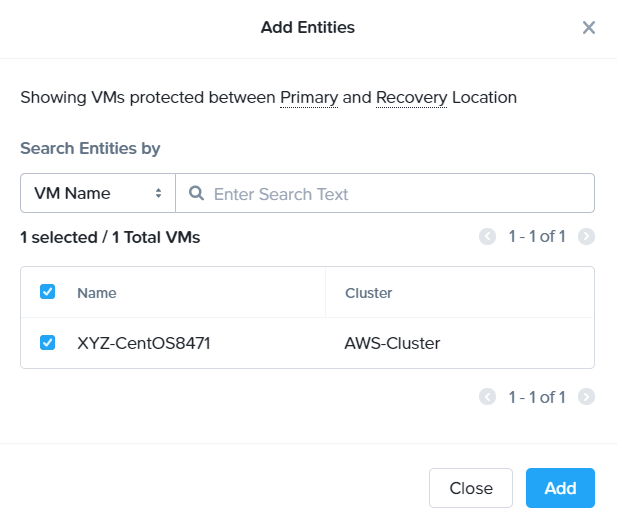 Add Entities
Showing VMs protected between Primary and Recovery Location
Search Entities by
VM Name Enter Search Text
1 selected / 1 Total VMs 1 - 1 of 1
Name Cluster
XYZ-CentOS8471 AWS-Cluster
1 - 1 of 1
Close Add